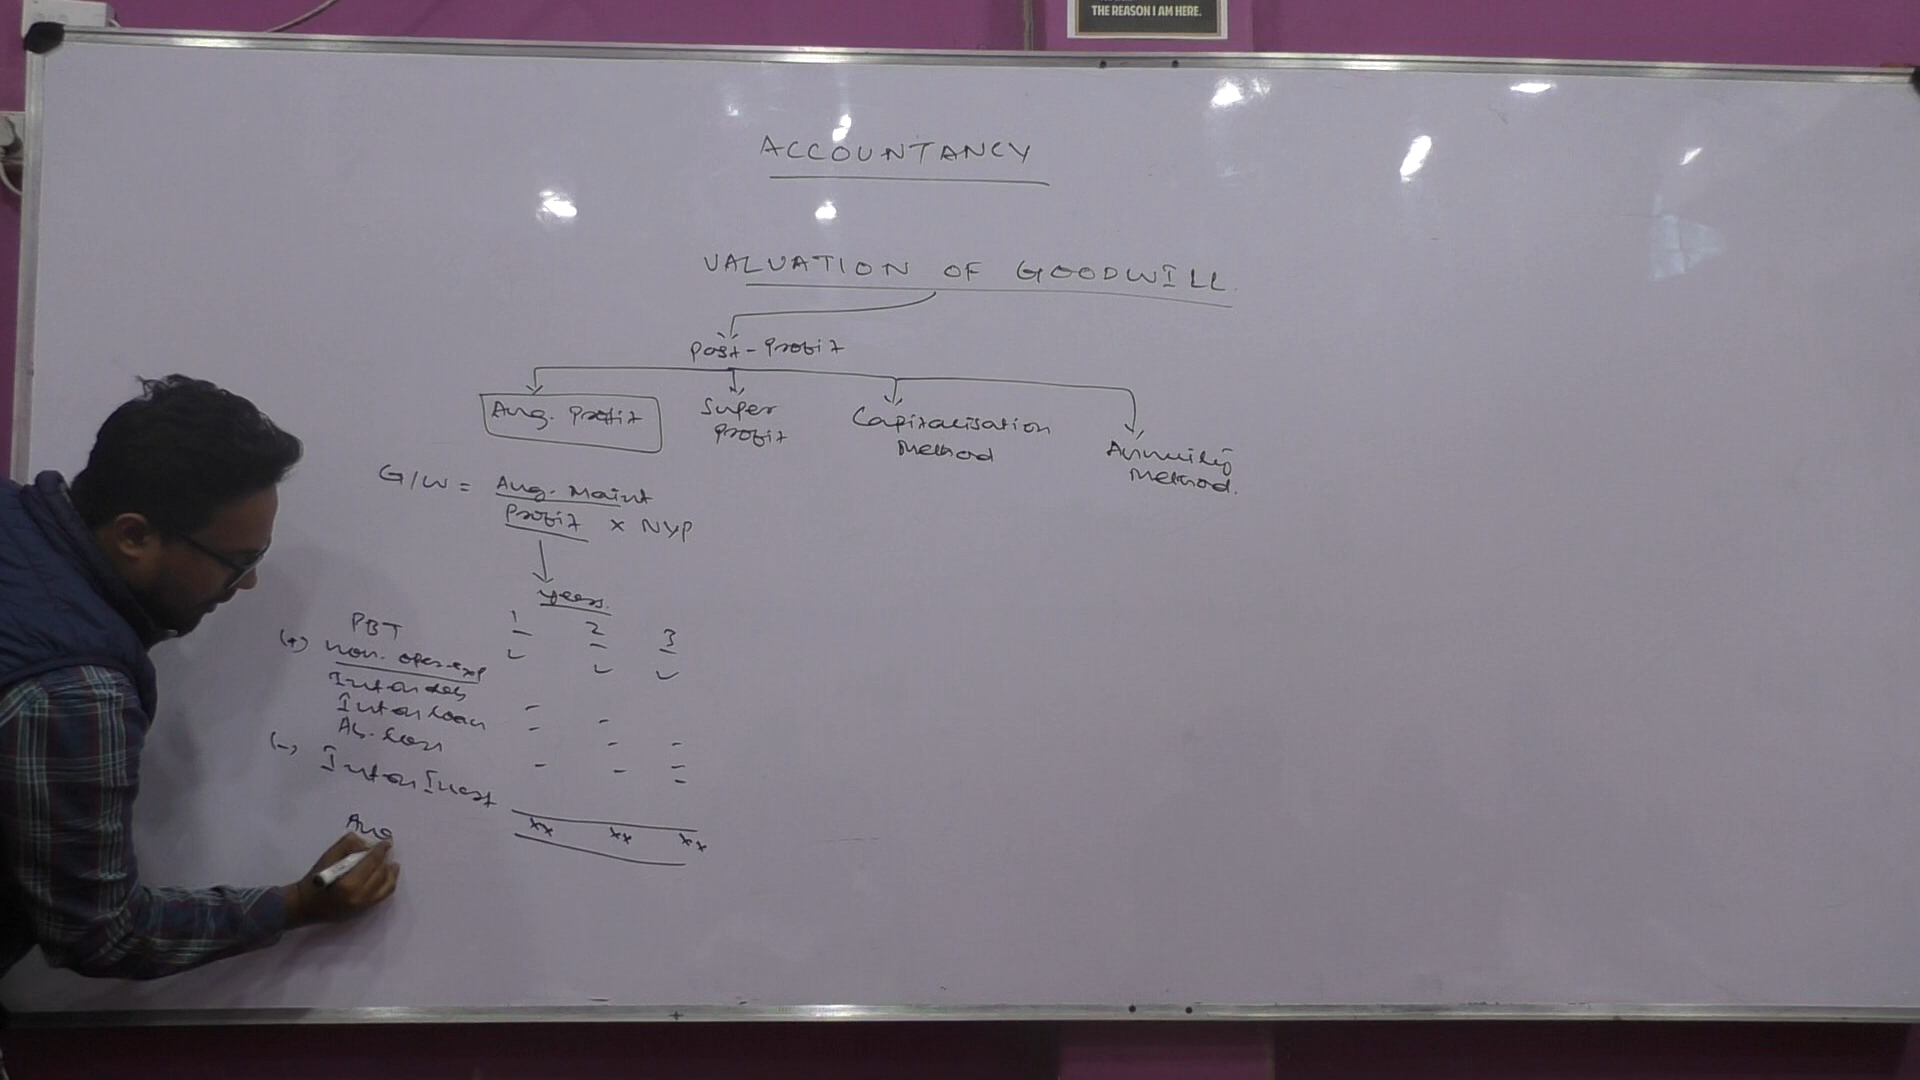 THE REASON I AM HERE.
ACCOUNTANCY
VALUATION OF GOODWILL.
Past-Profit
Avg. Profit
Super
Profit
Capitalisation
Method
Annuity
Method.
G/W = Avg. Maint
Profit × NYP
years.
1 2 3
PBT
(+) Non. oper. exp
Int on deb
Int on loan
Ab. loss
(-) Int on Invest
xx xx xx
Avg